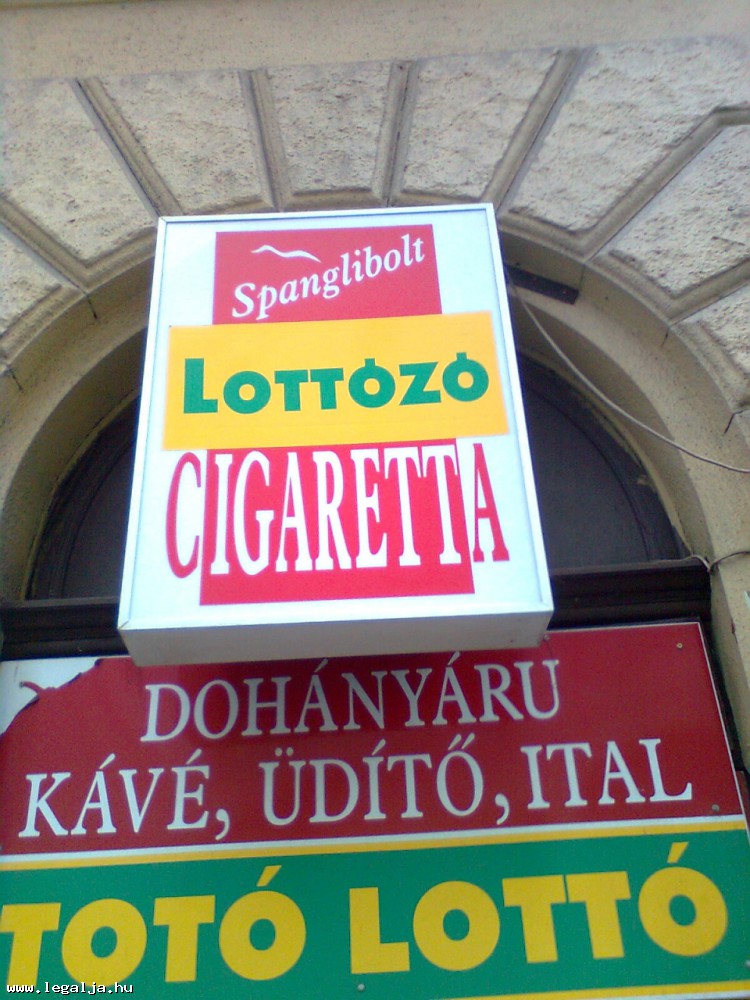 Spanglibolt
LOTTÓZÓ
CIGARETTA
DOHÁNYÁRU
KÁVÉ, ÜDÍTŐ, ITAL
TOTÓ LOTTÓ
www.legalja.hu